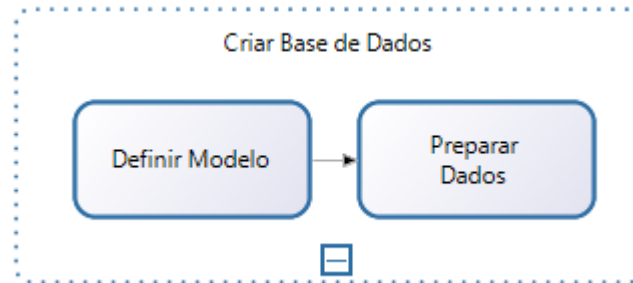 Criar Base de Dados
Definir Modelo
Preparar
Dados